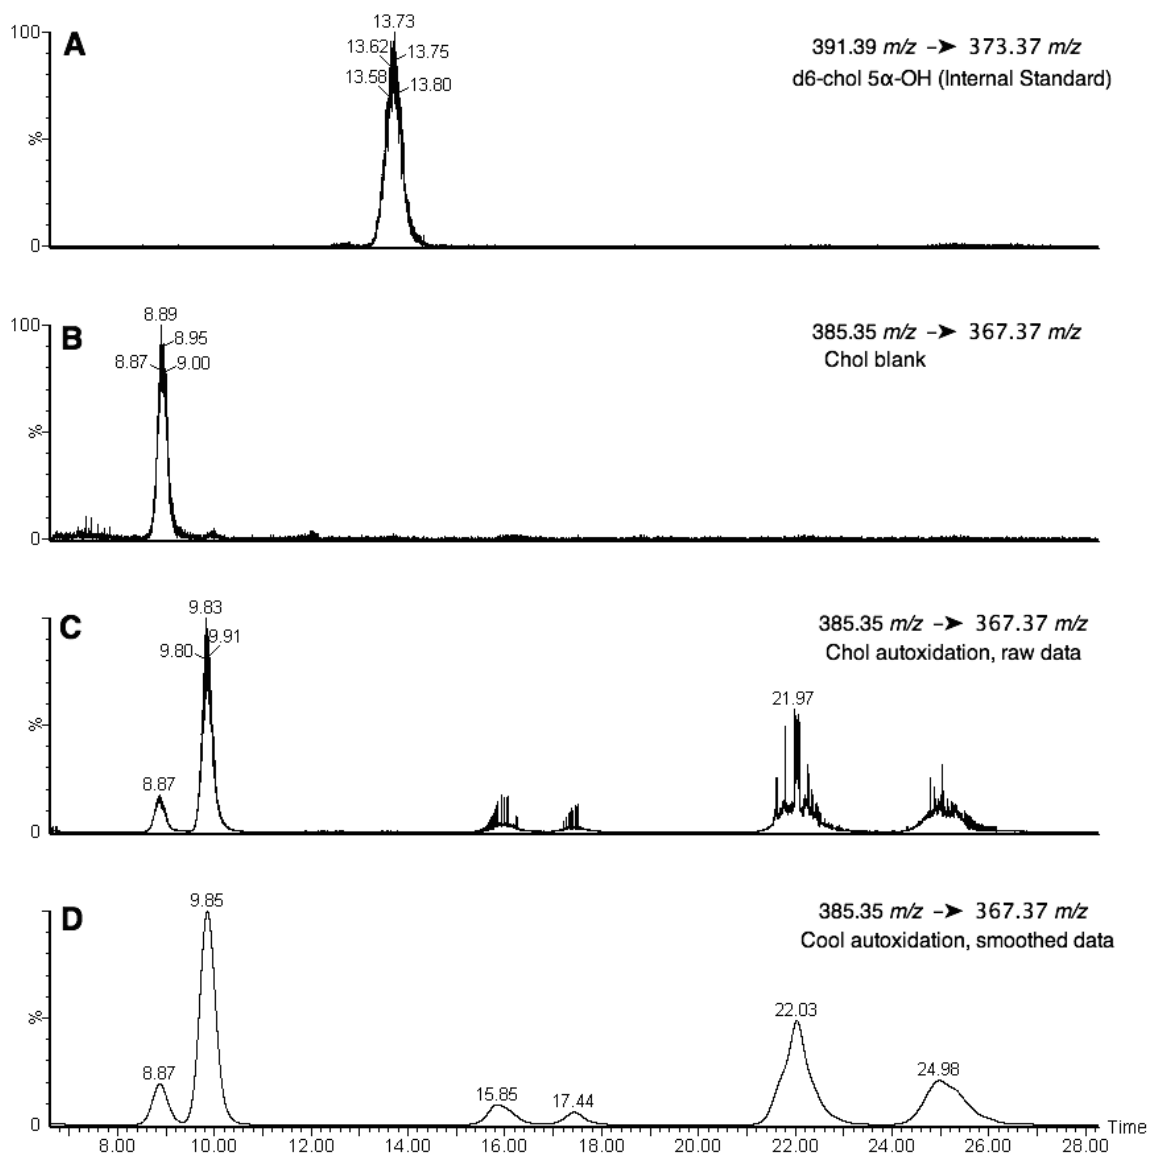 13.73
100
A
13.62
13.75
391.39 m/z -➤ 373.37 m/z
13.58
13.80
d6-chol 5α-OH (Internal Standard)
%
0
8.89
100
B
8.95
385.35 m/z -➤ 367.37 m/z
8.87
9.00
Chol blank
%
0
9.83
C
9.80
9.91
385.35 m/z -➤ 367.37 m/z
Chol autoxidation, raw data
21.97
%
8.87
0
9.85
D
385.35 m/z -➤ 367.37 m/z
Cool autoxidation, smoothed data
%
22.03
8.87
24.98
15.85
17.44
0
Time
8.00 10.00 12.00 14.00 16.00 18.00 20.00 22.00 24.00 26.00 28.00